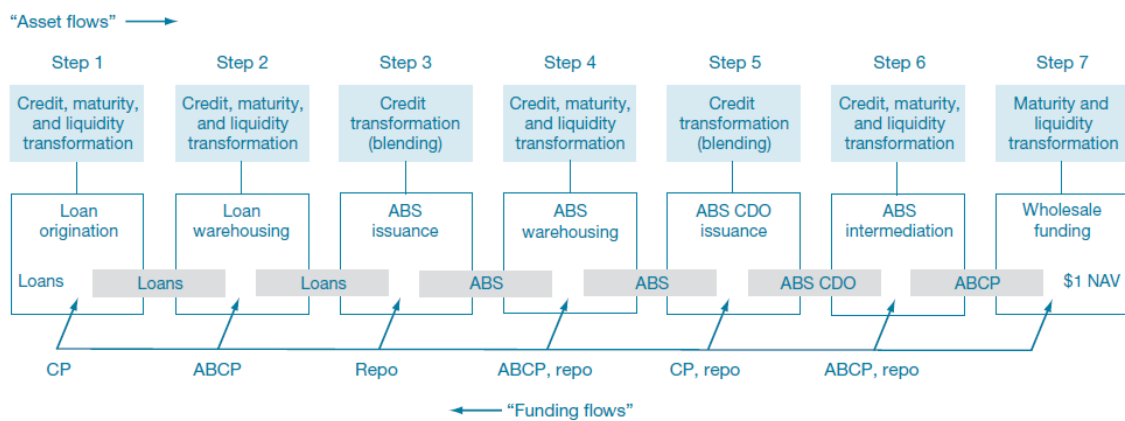 “Asset flows”
Step 1 Step 2 Step 3 Step 4 Step 5 Step 6 Step 7
Credit, maturity,
and liquidity
transformation
Credit, maturity,
and liquidity
transformation
Credit
transformation
(blending)
Credit, maturity,
and liquidity
transformation
Credit
transformation
(blending)
Credit, maturity,
and liquidity
transformation
Maturity and
liquidity
transformation
Loan
origination
Loan
warehousing
ABS
issuance
ABS
warehousing
ABS CDO
issuance
ABS
intermediation
Wholesale
funding
Loans Loans Loans ABS ABS ABS CDO ABCP $1 NAV
CP ABCP Repo ABCP, repo CP, repo ABCP, repo
“Funding flows”